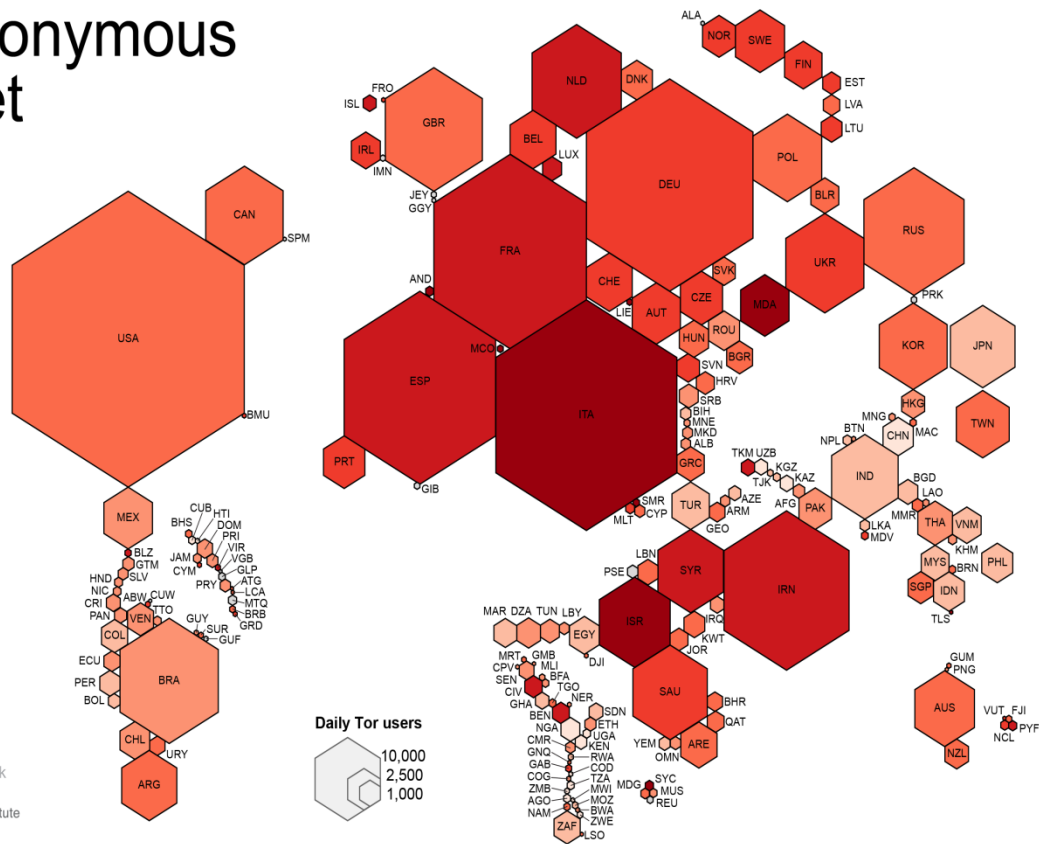 onymous
et
ALA
NOR
SWE
FIN
EST
LVA
LTU
NLD
DNK
FRO
ISL
GBR
IRL
IMN
BEL
LUX
DEU
POL
BLR
JEY
GGY
CAN
SPM
FRA
RUS
UKR
AND
CHE
LIE
AUT
CZE
SVK
MDA
PRK
USA
HUN
ROU
BGR
KOR
JPN
MCO
ESP
SVN
HRV
ITA
SRB
BIH
MNE
MKD
ALB
HKG
MNG
MAC
TWN
BMU
BTN
NPL
CHN
PRT
GIB
GRC
TKM
UZB
TJK
KGZ
KAZ
IND
BGD
LAO
MMR
MEX
CUB
HTI
BHS
DOM
PRI
VIR
VGB
GLP
JAM
CYM
PRY
ATG
LCA
MTQ
BRB
GRD
SMR
MLT
CYP
TUR
AZE
ARM
GEO
AFG
PAK
LKA
MDV
THA
VNM
KHM
BLZ
GTM
SLV
HND
NIC
CRI
PAN
ABW
CUW
TTO
VEN
COL
GUY
SUR
GUF
LBN
PSE
SYR
IRN
MYS
BRN
PHL
SGP
IDN
TLS
ECU
PER
BOL
BRA
MAR
DZA
TUN
LBY
EGY
DJI
ISR
IRQ
KWT
JOR
MRT
GMB
CPV
MLI
SEN
BFA
CIV
TGO
GHA
NER
BEN
NGA
SDN
ETH
UGA
SAU
BHR
QAT
YEM
OMN
ARE
GUM
PNG
AUS
NZL
VUT
FJI
PYF
NCL
CHL
URY
ARG
Daily Tor users
10,000
2,500
1,000
CMR
KEN
GNQ
RWA
GAB
COD
COG
TZA
ZMB
MWI
AGO
MOZ
NAM
BWA
ZWE
ZAF
LSO
MDG
SYC
MUS
REU
k
tute